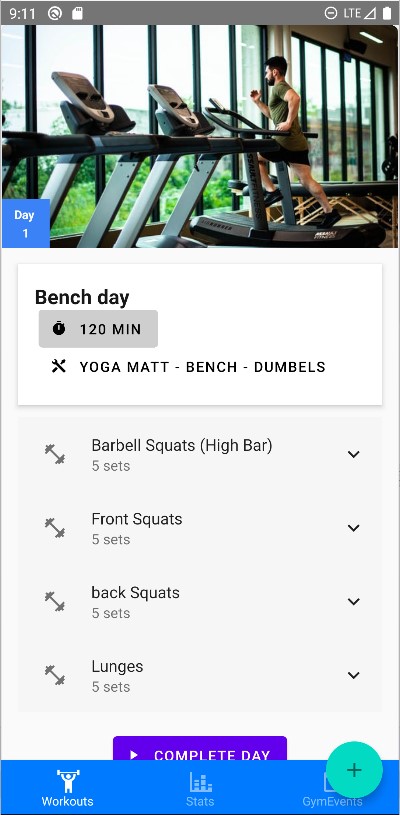 9:11
LTE
Day
1
Bench day
120 MIN
YOGA MATT - BENCH - DUMBELS
Barbell Squats (High Bar)
5 sets
Front Squats
5 sets
back Squats
5 sets
Lunges
5 sets
COMPLETE DAY
+
Workouts
Stats
GymEvents